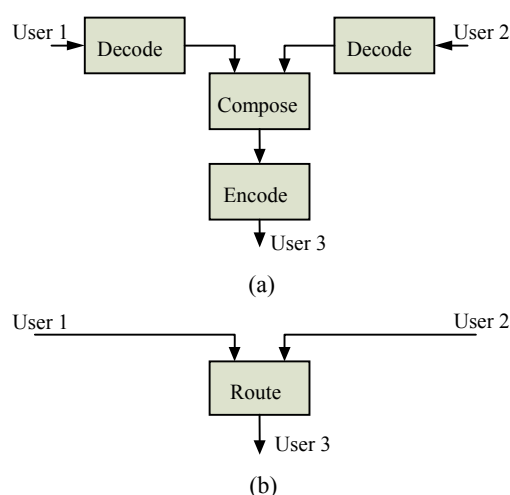 User 1
User 2
Decode
Decode
Compose
Encode
User 3
(a)
User 1
User 2
Route
User 3
(b)